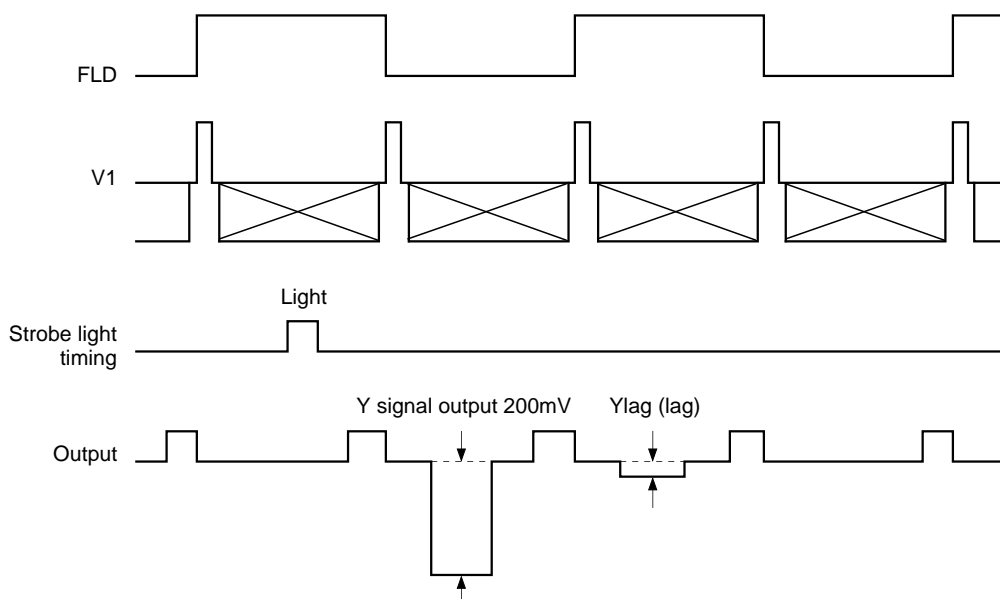 FLD
V1
Light
Strobe light
timing
Y signal output 200mV
Ylag (lag)
Output